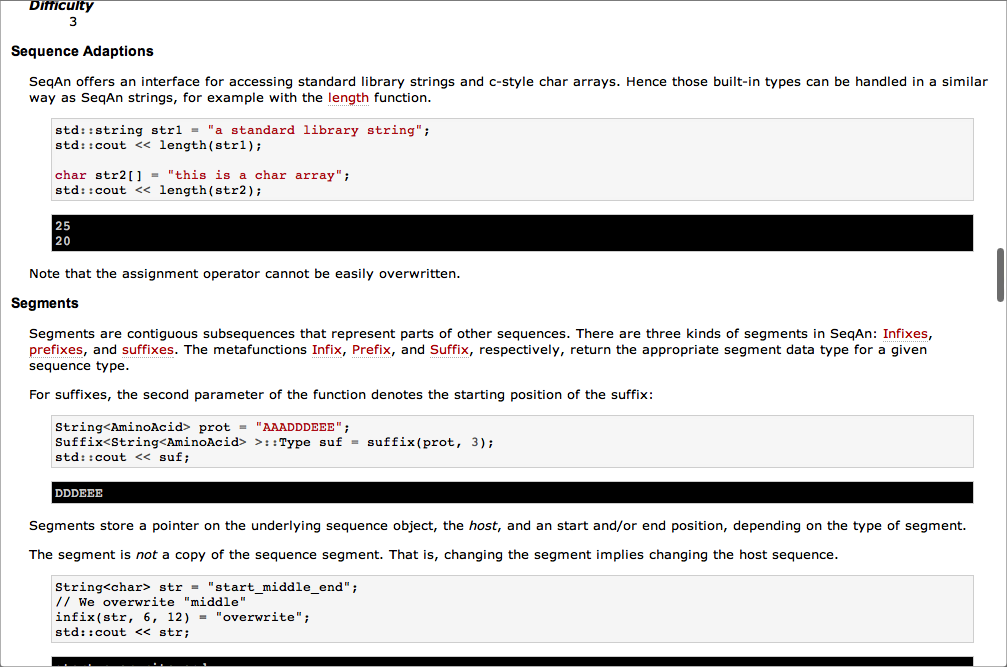 Difficulty
3
Sequence Adaptions
SeqAn offers an interface for accessing standard library strings and c-style char arrays. Hence those built-in types can be handled in a similar
way as SeqAn strings, for example with the length function.
std::string str1 = "a standard library string";
std::cout << length(str1);
char str2[] = "this is a char array";
std::cout << length(str2);
25
20
Note that the assignment operator cannot be easily overwritten.
Segments
Segments are contiguous subsequences that represent parts of other sequences. There are three kinds of segments in SeqAn: Infixes,
prefixes, and suffixes. The metafunctions Infix, Prefix, and Suffix, respectively, return the appropriate segment data type for a given
sequence type.
For suffixes, the second parameter of the function denotes the starting position of the suffix:
String<AminoAcid> prot = "AAADDDEEE";
Suffix<String<AminoAcid> >::Type suf = suffix(prot, 3);
std::cout << suf;
DDDEEE
Segments store a pointer on the underlying sequence object, the host, and an start and/or end position, depending on the type of segment.
The segment is not a copy of the sequence segment. That is, changing the segment implies changing the host sequence.
String<char> str = "start_middle_end";
// We overwrite "middle"
infix(str, 6, 12) = "overwrite";
std::cout << str;